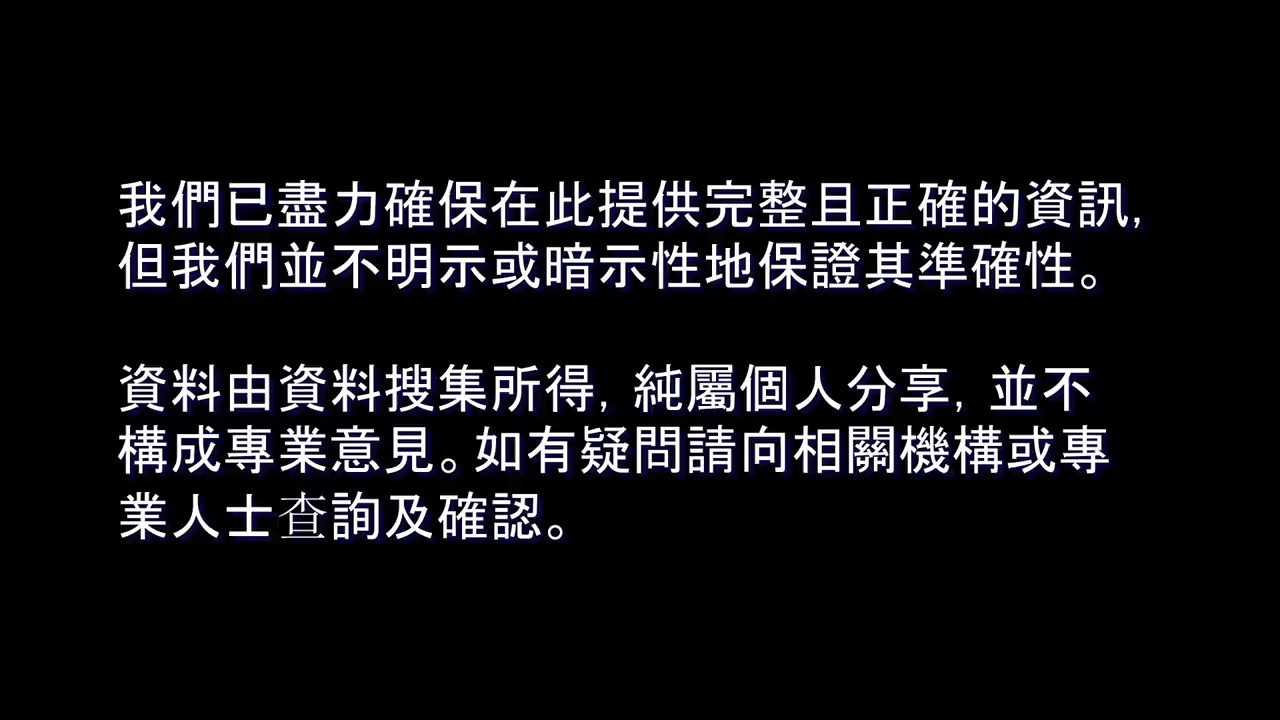 我們已盡力確保在此提供完整且正確的資訊,
但我們並不明示或暗示性地保證其準確性。
資料由資料搜集所得, 純屬個人分享, 並不
構成專業意見。如有疑問請向相關機構或專
業人士查詢及確認。